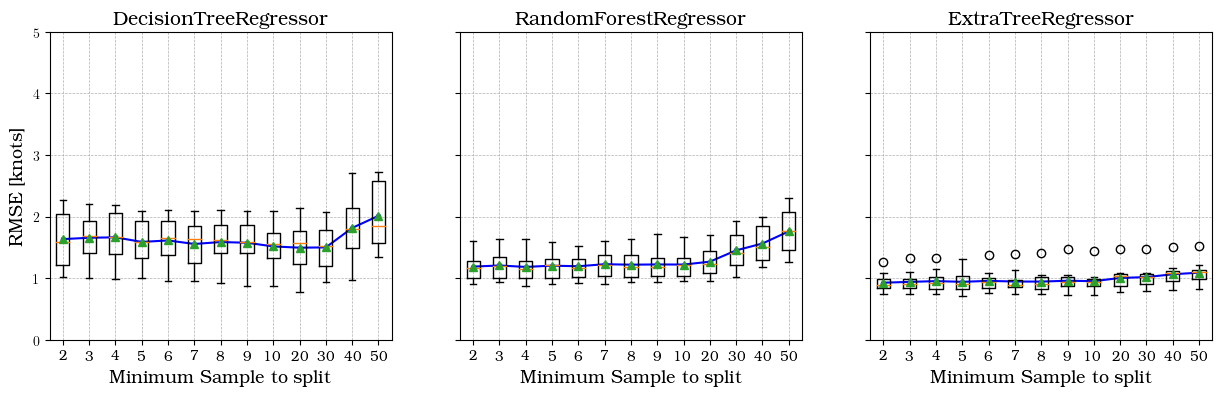 DecisionTreeRegressor
RandomForestRegressor
ExtraTreeRegressor
RMSE [knots]
5
4
3
2
1
0
2 3 4 5 6 7 8 9 10 20 30 40 50
2 3 4 5 6 7 8 9 10 20 30 40 50
2 3 4 5 6 7 8 9 10 20 30 40 50
Minimum Sample to split
Minimum Sample to split
Minimum Sample to split